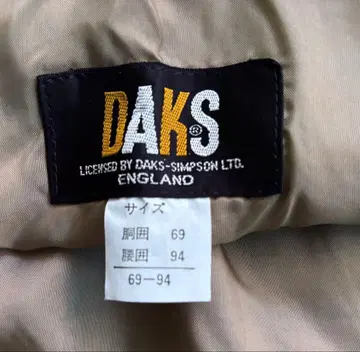 DAKS®
LICENSED BY DAKS-SIMPSON LTD.
ENGLAND
サイズ
胴囲 69
腰囲 94
69-94